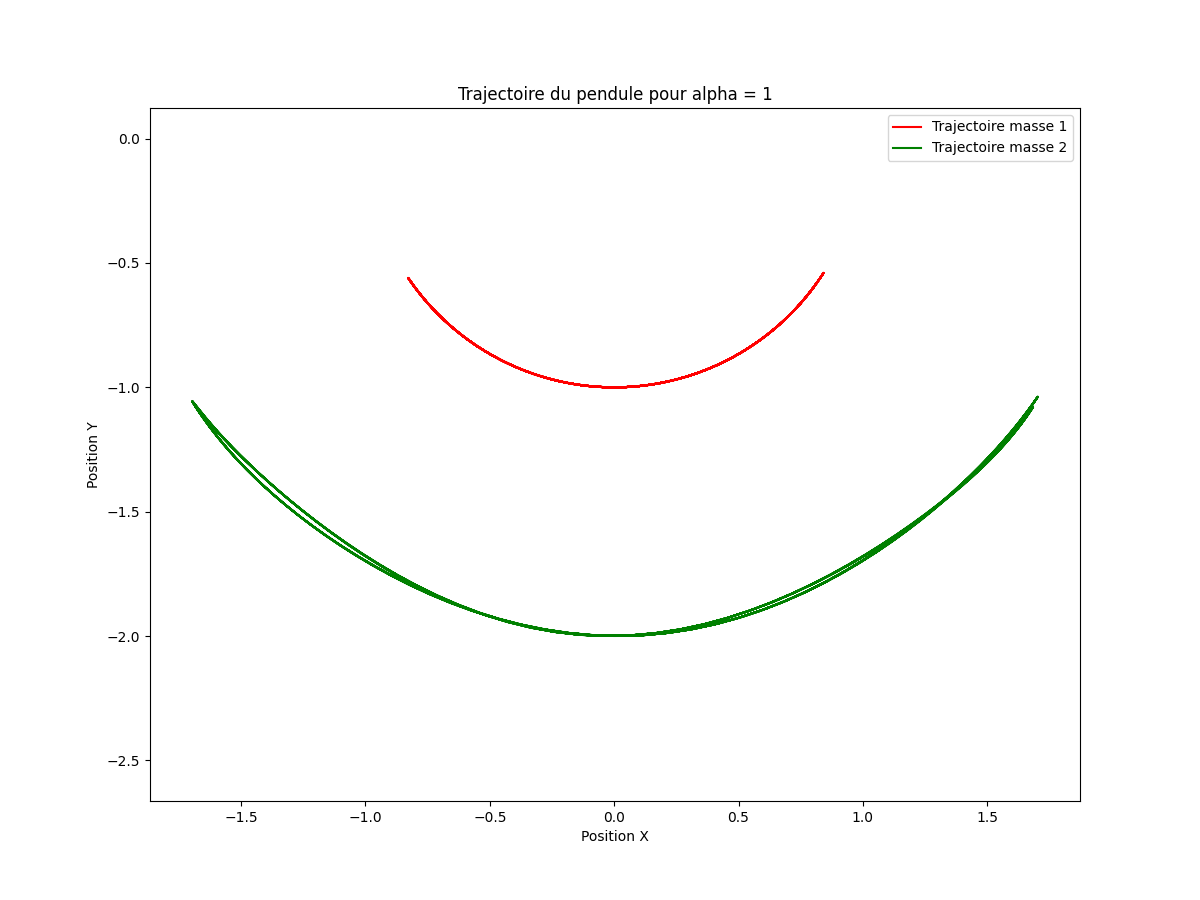 Trajectoire du pendule pour alpha = 1
Trajectoire masse 1
Trajectoire masse 2
0.0
−0.5
−1.0
−1.5
−2.0
−2.5
Position Y
−1.5 −1.0 −0.5 0.0 0.5 1.0 1.5
Position X